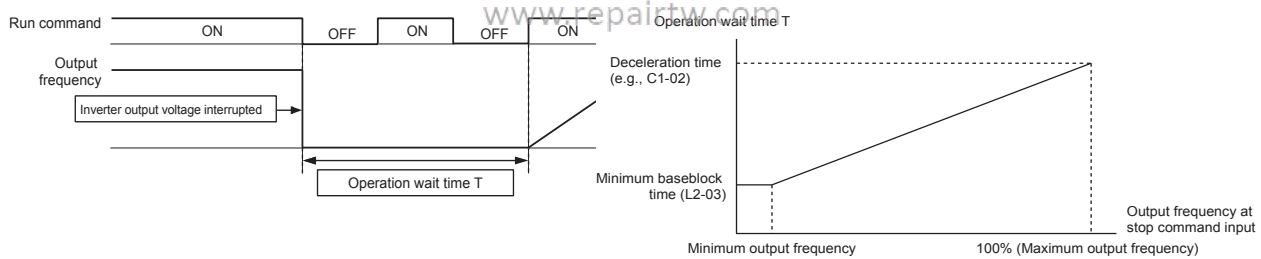 www.repairtw.com
Run command
ON
OFF
ON
OFF
ON
Output
frequency
Inverter output voltage interrupted
Operation wait time T
Operation wait time T
Deceleration time
(e.g., C1-02)
Minimum baseblock
time (L2-03)
Output frequency at
stop command input
Minimum output frequency
100% (Maximum output frequency)